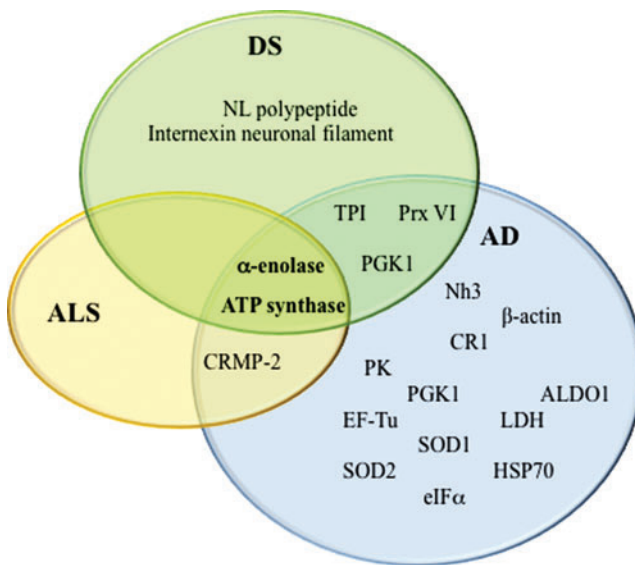 DS
NL polypeptide
Internexin neuronal filament
TPI Prx VI
AD
PGK1
α-enolase
ATP synthase
ALS
CRMP-2
Nh3
β-actin
CR1
PK
PGK1
ALDO1
EF-Tu
LDH
SOD1
SOD2
HSP70
eIFα